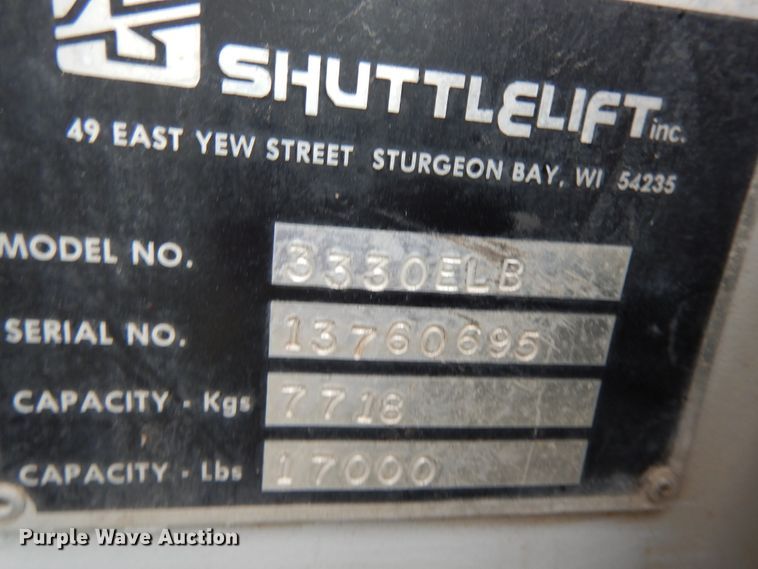 SHUTTLELIFT inc.
49 EAST YEW STREET STURGEON BAY, WI 54235
MODEL NO. 3330ELB
SERIAL NO. 13760695
CAPACITY - Kgs 7718
CAPACITY - Lbs 17000
Purple Wave Auction